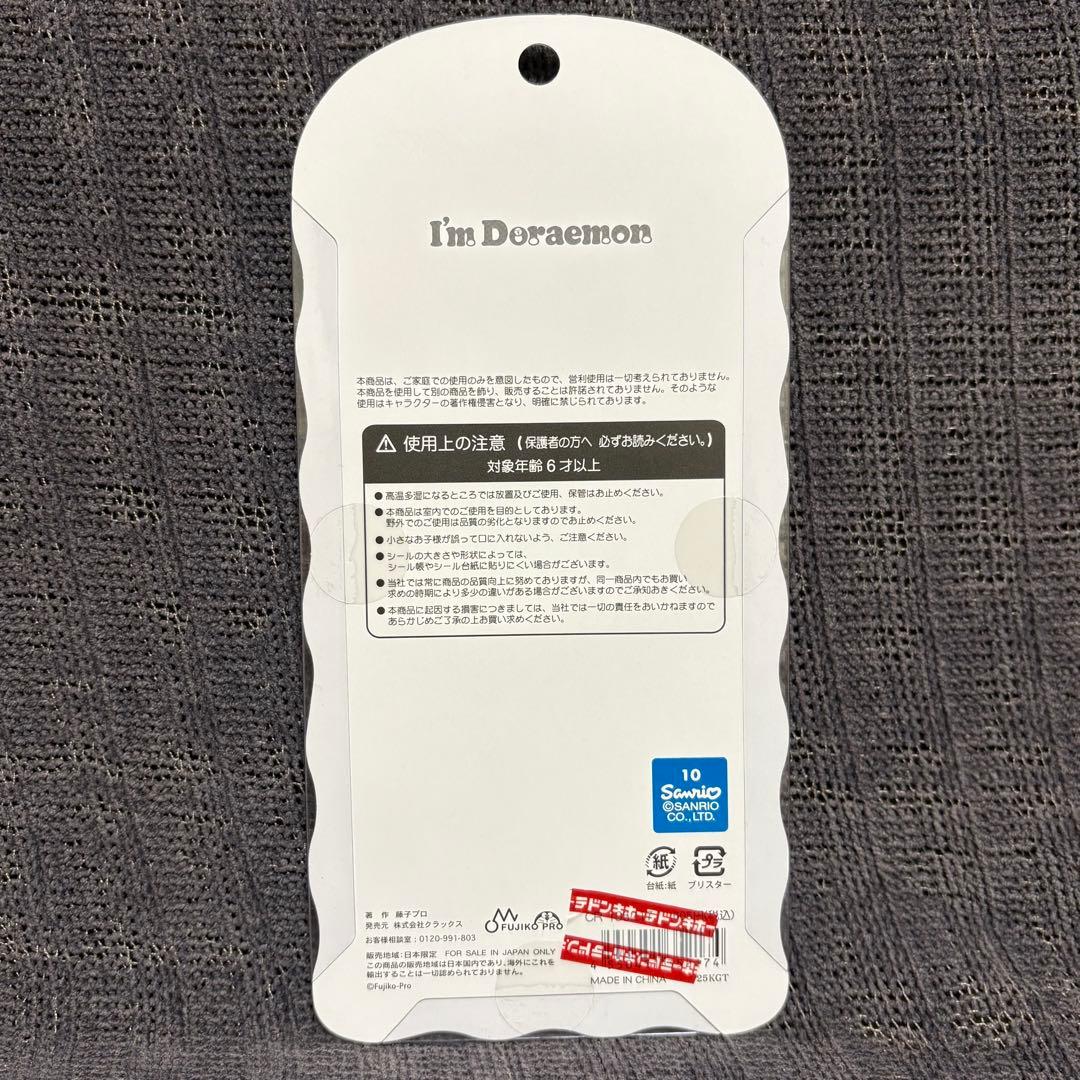 I'm Doraemon
本商品は、ご家庭での使用のみを意図したもので、営利使用は一切考えられておりません。
本商品を使用して別の商品を飾り、販売することは許諾されておりません。そのような
使用はキャラクターの著作権侵害となり、明確に禁じられております。
⚠ 使用上の注意 (保護者の方へ 必ずお読みください。)
対象年齢6才以上
●高温多湿になるところでは放置及びご使用、保管はお止めください。
●本商品は室内でのご使用を目的としております。
野外でのご使用は品質の劣化となりますのでお止めください。
●小さなお子様が誤って口に入れないよう、ご注意ください。
●シールの大きさや形状によっては、
シール帳やシール台紙に貼りにくい場合がございます。
●当社では常に商品の品質向上に努めておりますが、同一商品内でもお買い
求めの時期により多少の違いがある場合がございますのでご承知おきください。
●本商品に起因する損害につきましては、当社では一切の責任をおいかねますので
あらかじめご了承の上お買い求めください。
10
Sanrio
©SANRIO
CO.,LTD.
紙
プラ
台紙:紙
ブリスター
著 作 藤子プロ
発売元 株式会社クラックス
お客様相談室:0120-991-803
FUJIKO PRO
販売地域:日本限定 FOR SALE IN JAPAN ONLY
この商品の販売地域は日本国内であり、海外にこれを
輸出することは一切認められておりません。
©Fujiko-Pro
テドンキホーテドンキホー
MADE IN CHINA
25KGT